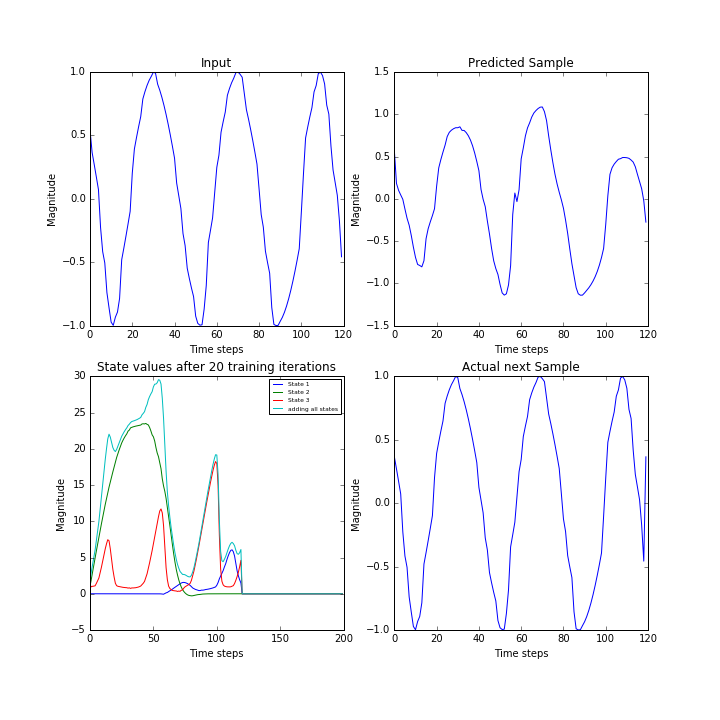 Input
1.0
0.5
0.0
−0.5
−1.0
Magnitude
0 20 40 60 80 100 120
Time steps
Predicted Sample
1.5
1.0
0.5
0.0
−0.5
−1.0
−1.5
Magnitude
0 20 40 60 80 100 120
Time steps
State values after 20 training iterations
30
25
20
15
10
5
0
−5
Magnitude
State 1
State 2
State 3
adding all states
0 50 100 150 200
Time steps
Actual next Sample
1.0
0.5
0.0
−0.5
−1.0
Magnitude
0 20 40 60 80 100 120
Time steps